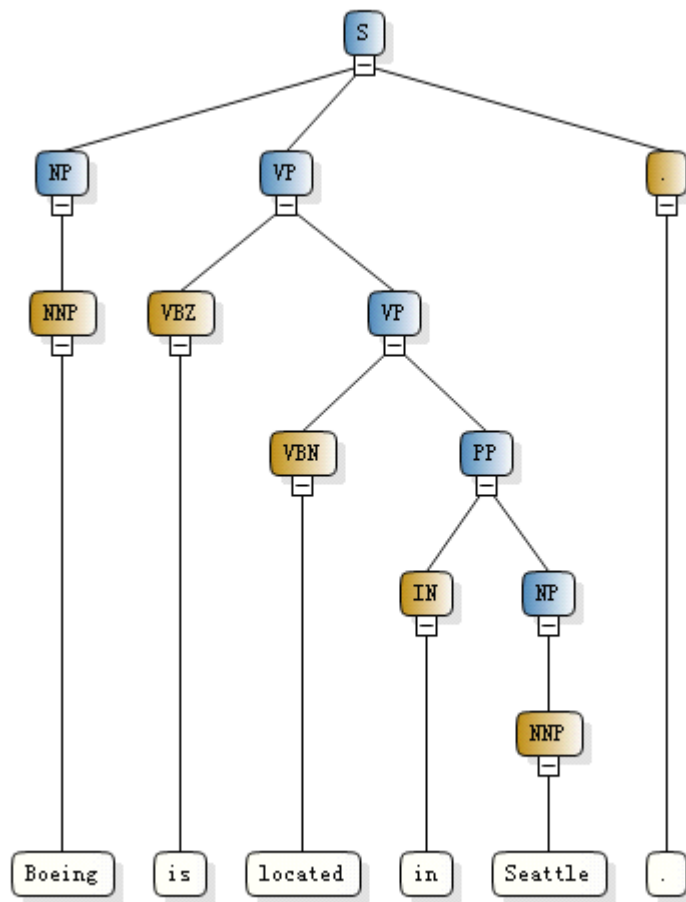 S
NP VP .
NNP VBZ VP
VBN PP
IN NP
NNP
Boeing is located in Seattle .